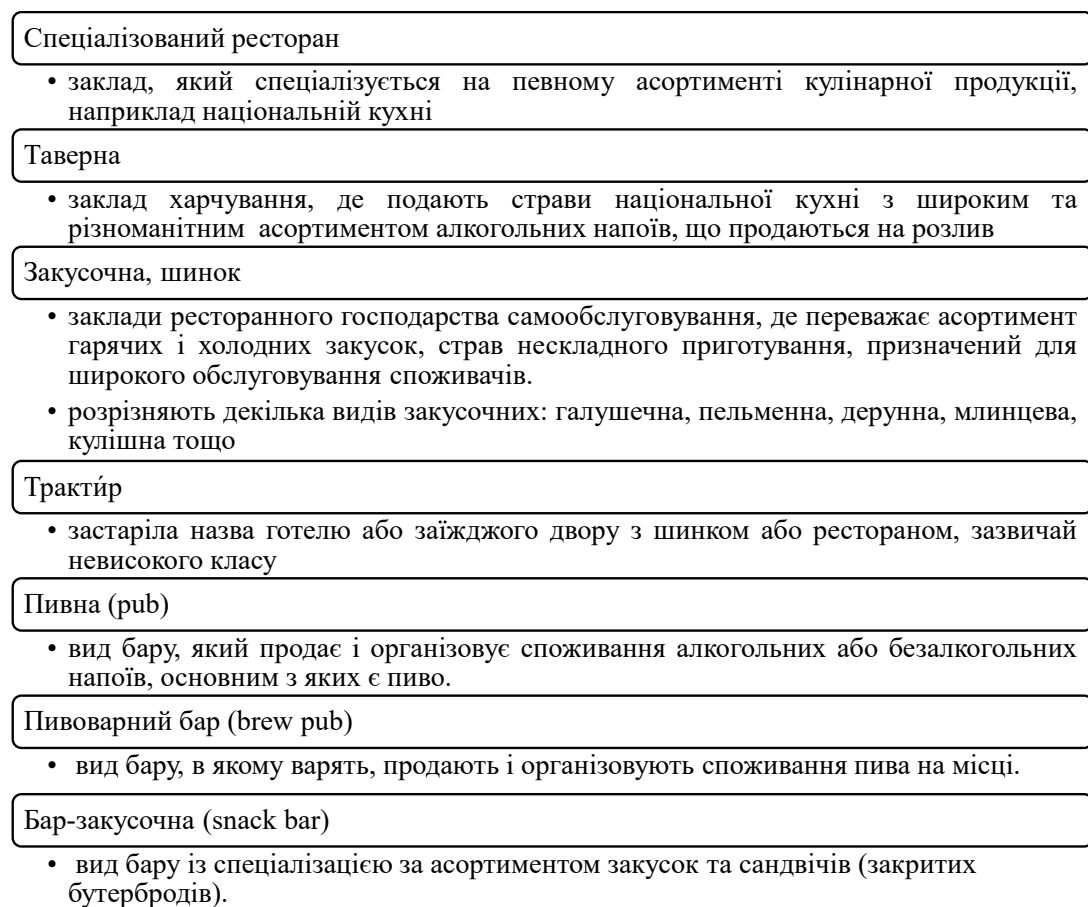 Спеціалізований ресторан
• заклад, який спеціалізується на певному асортименті кулінарної продукції,
наприклад національній кухні
Таверна
• заклад харчування, де подають страви національної кухні з широким та
різноманітним асортиментом алкогольних напоїв, що продаються на розлив
Закусочна, шинок
• заклади ресторанного господарства самообслуговування, де переважає асортимент
гарячих і холодних закусок, страв нескладного приготування, призначений для
широкого обслуговування споживачів.
• розрізняють декілька видів закусочних: галушечна, пельменна, дерунна, млинцева,
кулішна тощо
Тракти́р
• застаріла назва готелю або заїжджого двору з шинком або рестораном, зазвичай
невисокого класу
Пивна (pub)
• вид бару, який продає і організовує споживання алкогольних або безалкогольних
напоїв, основним з яких є пиво.
Пивоварний бар (brew pub)
• вид бару, в якому варять, продають і організовують споживання пива на місці.
Бар-закусочна (snack bar)
• вид бару із спеціалізацією за асортиментом закусок та сандвічів (закритих
бутербродів).